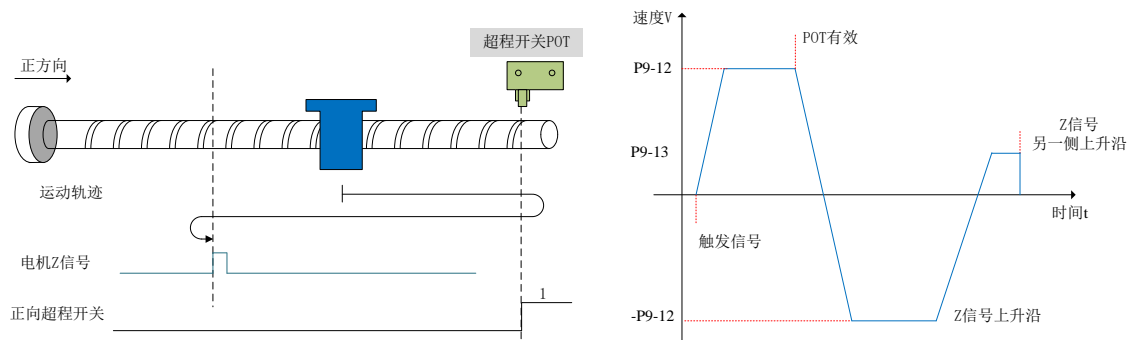 超程开关POT
正方向
运动轨迹
电机Z信号
正向超程开关
1
速度V
POT有效
P9-12
Z信号
另一侧上升沿
P9-13
时间t
触发信号
-P9-12
Z信号上升沿